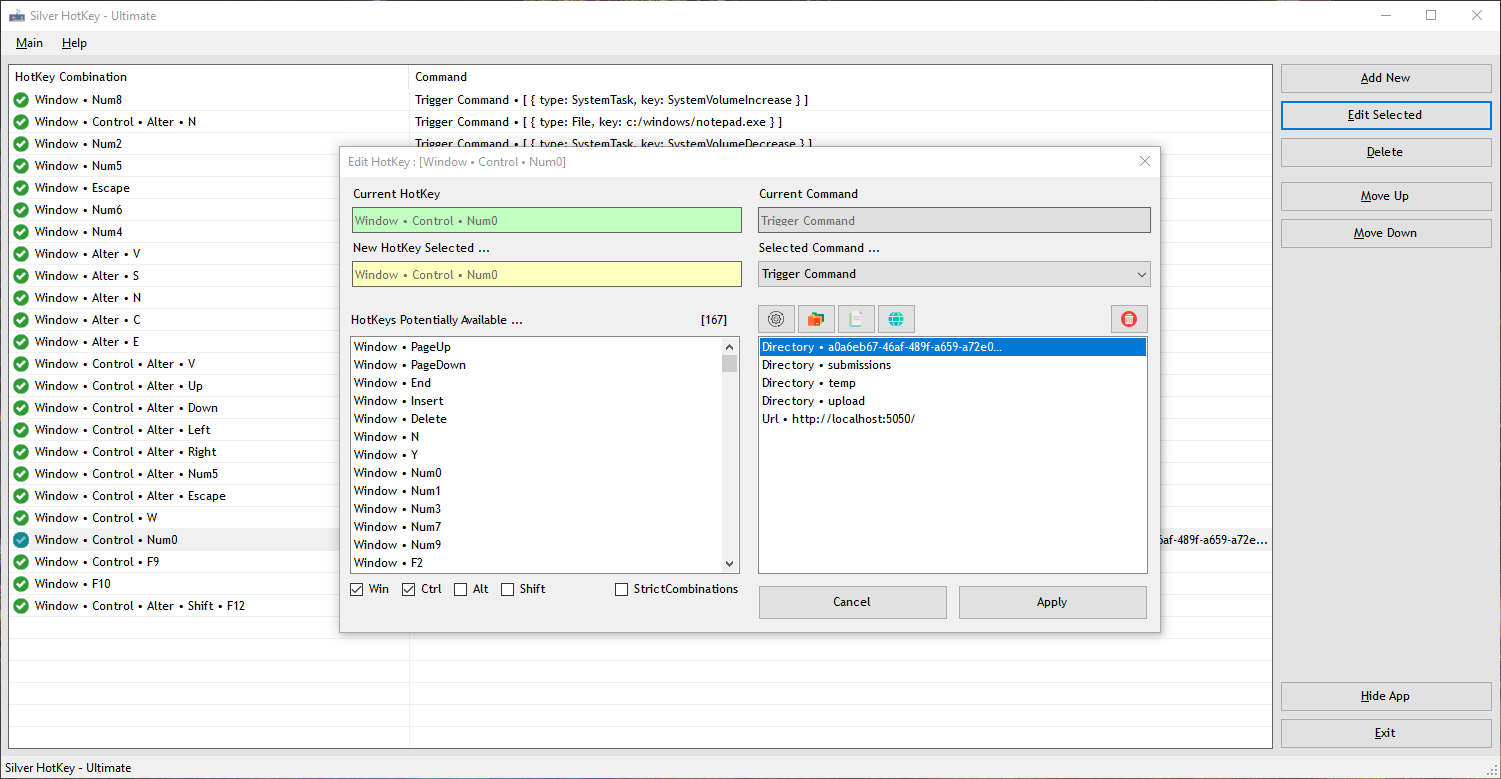 Silver HotKey - Ultimate
Main Help
HotKey Combination Command
Window • Num8 Trigger Command • [ { type: SystemTask, key: SystemVolumeIncrease } ]
Window • Control • Alter • N Trigger Command • [ { type: File, key: c:/windows/notepad.exe } ]
Window • Num2 Trigger Command • [ { type: SystemTask, key: SystemVolumeDecrease } ]
Window • Num5
Window • Escape
Window • Num6
Window • Num4
Window • Alter • V
Window • Alter • S
Window • Alter • N
Window • Alter • C
Window • Alter • E
Window • Control • Alter • V
Window • Control • Alter • Up
Window • Control • Alter • Down
Window • Control • Alter • Left
Window • Control • Alter • Right
Window • Control • Alter • Num5
Window • Control • Alter • Escape
Window • Control • W
Window • Control • Num0 6af-489f-a659-a72e...
Window • Control • F9
Window • F10
Window • Control • Alter • Shift • F12
Edit HotKey : [Window • Control • Num0]
Current HotKey
Window • Control • Num0
New HotKey Selected ...
Window • Control • Num0
HotKeys Potentially Available ... [167]
Window • PageUp
Window • PageDown
Window • End
Window • Insert
Window • Delete
Window • N
Window • Y
Window • Num0
Window • Num1
Window • Num3
Window • Num7
Window • Num9
Window • F2
Win Ctrl Alt Shift StrictCombinations
Current Command
Trigger Command
Selected Command ...
Trigger Command
Directory • a0a6eb67-46af-489f-a659-a72e0...
Directory • submissions
Directory • temp
Directory • upload
Url • http://localhost:5050/
Cancel Apply
Add New
Edit Selected
Delete
Move Up
Move Down
Hide App
Exit
Silver HotKey - Ultimate